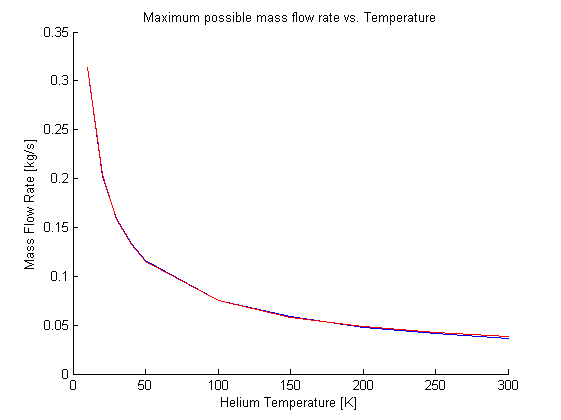 Maximum possible mass flow rate vs. Temperature
0.35
0.3
0.25
0.2
0.15
0.1
0.05
0
Mass Flow Rate [kg/s]
0 50 100 150 200 250 300
Helium Temperature [K]